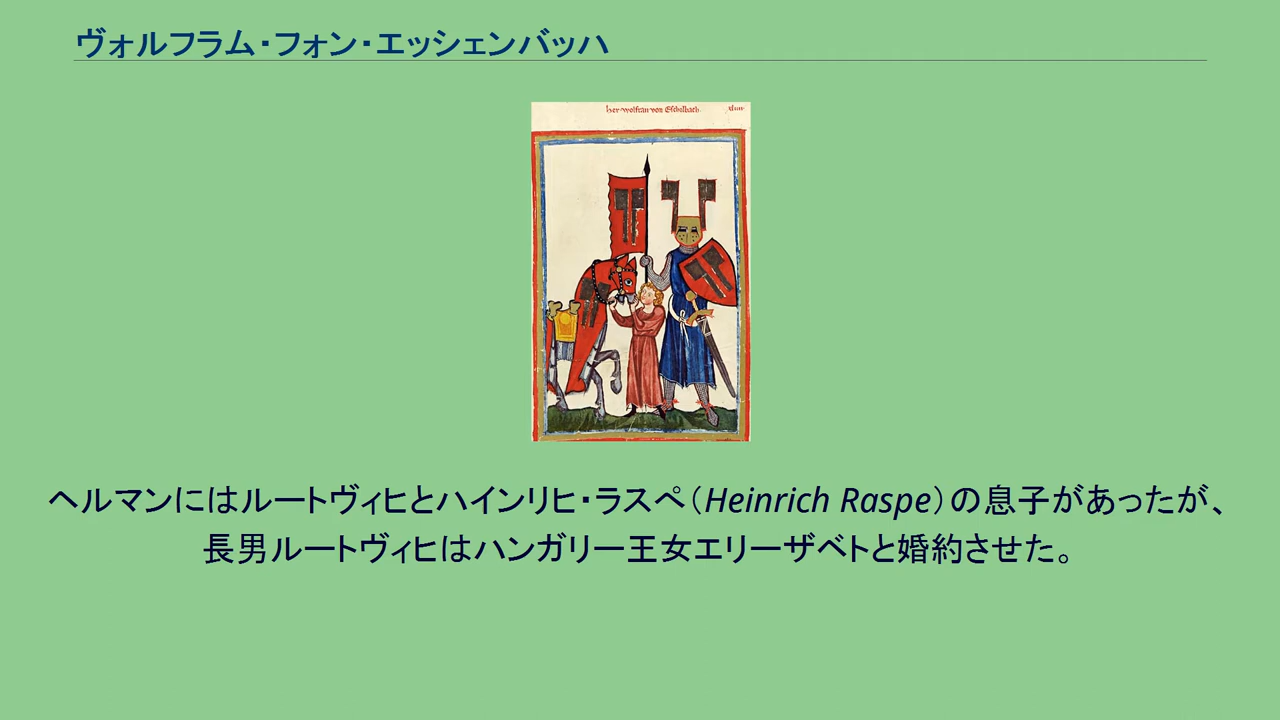 ヴォルフラム・フォン・エッシェンバッハ
her wolfran von Eschelbach.
ヘルマンにはルートヴィヒとハインリヒ・ラスペ（Heinrich Raspe）の息子があったが、
長男ルートヴィヒはハンガリー王女エリーザベトと婚約させた。